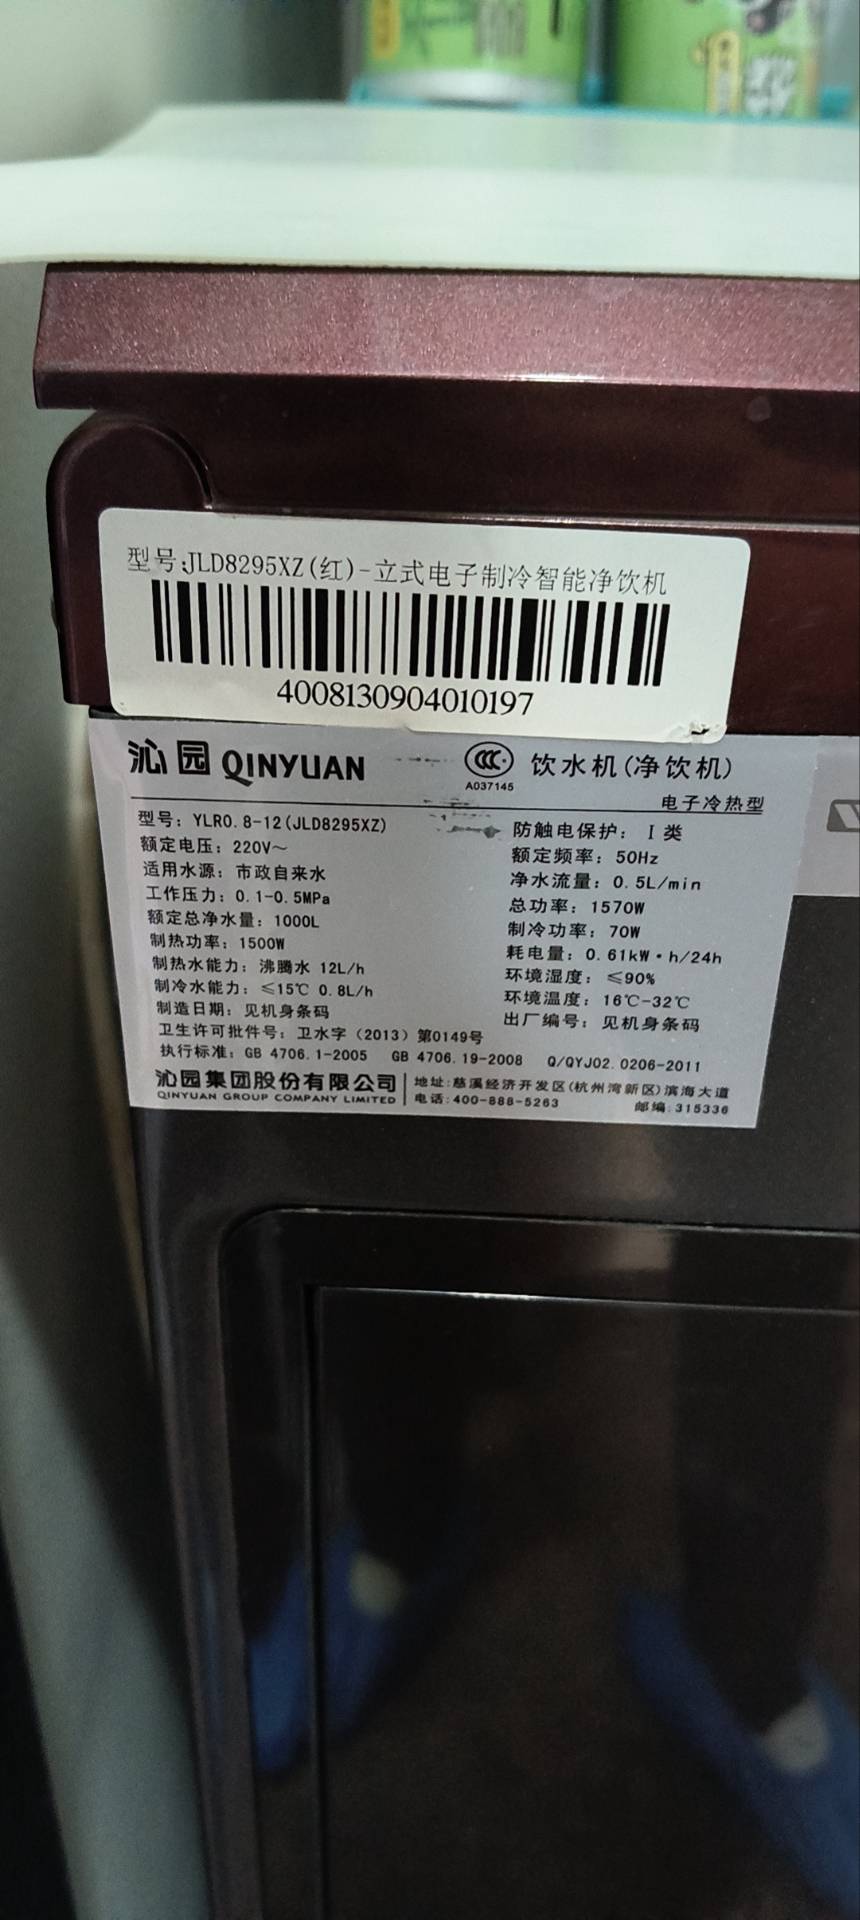 型号:JLD8295XZ(红)-立式电子制冷智能净饮机
4008130904010197
沁园 QINYUAN
CCC
A037145
饮水机(净饮机)
电子冷热型
型号: YLR0.8-12(JLD8295XZ)
防触电保护: I 类
额定电压: 220V~
额定频率: 50Hz
适用水源: 市政自来水
净水流量: 0.5L/min
工作压力: 0.1-0.5MPa
总功率: 1570W
额定总净水量: 1000L
制冷功率: 70W
制热功率: 1500W
耗电量: 0.61kW·h/24h
制热水能力: 沸腾水 12L/h
环境湿度: ≤90%
制冷水能力: ≤15℃ 0.8L/h
环境温度: 16℃-32℃
制造日期: 见机身条码
出厂编号: 见机身条码
卫生许可批件号: 卫水字(2013)第0149号
执行标准: GB 4706.1-2005 GB 4706.19-2008 Q/QYJ02.0206-2011
沁园集团股份有限公司
QINYUAN GROUP COMPANY LIMITED
地址:慈溪经济开发区(杭州湾新区)滨海大道
电话:400-888-5263 邮编:315336